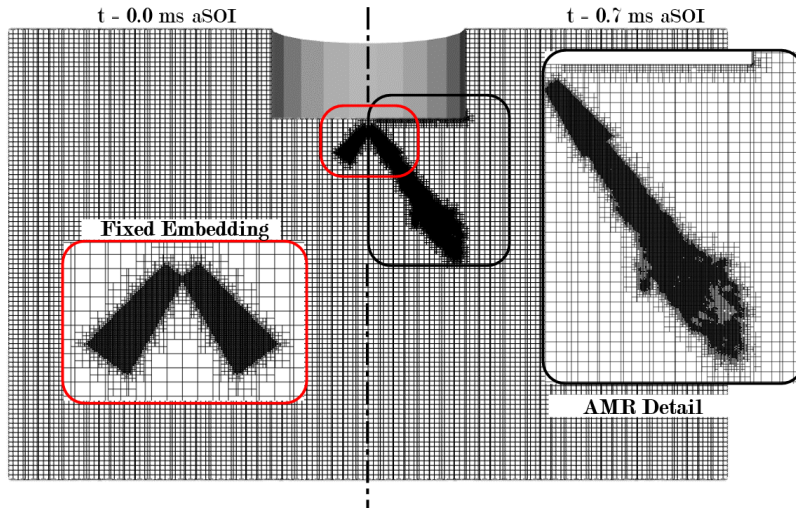 t - 0.0 ms aSOI
t - 0.7 ms aSOI
Fixed Embedding
AMR Detail